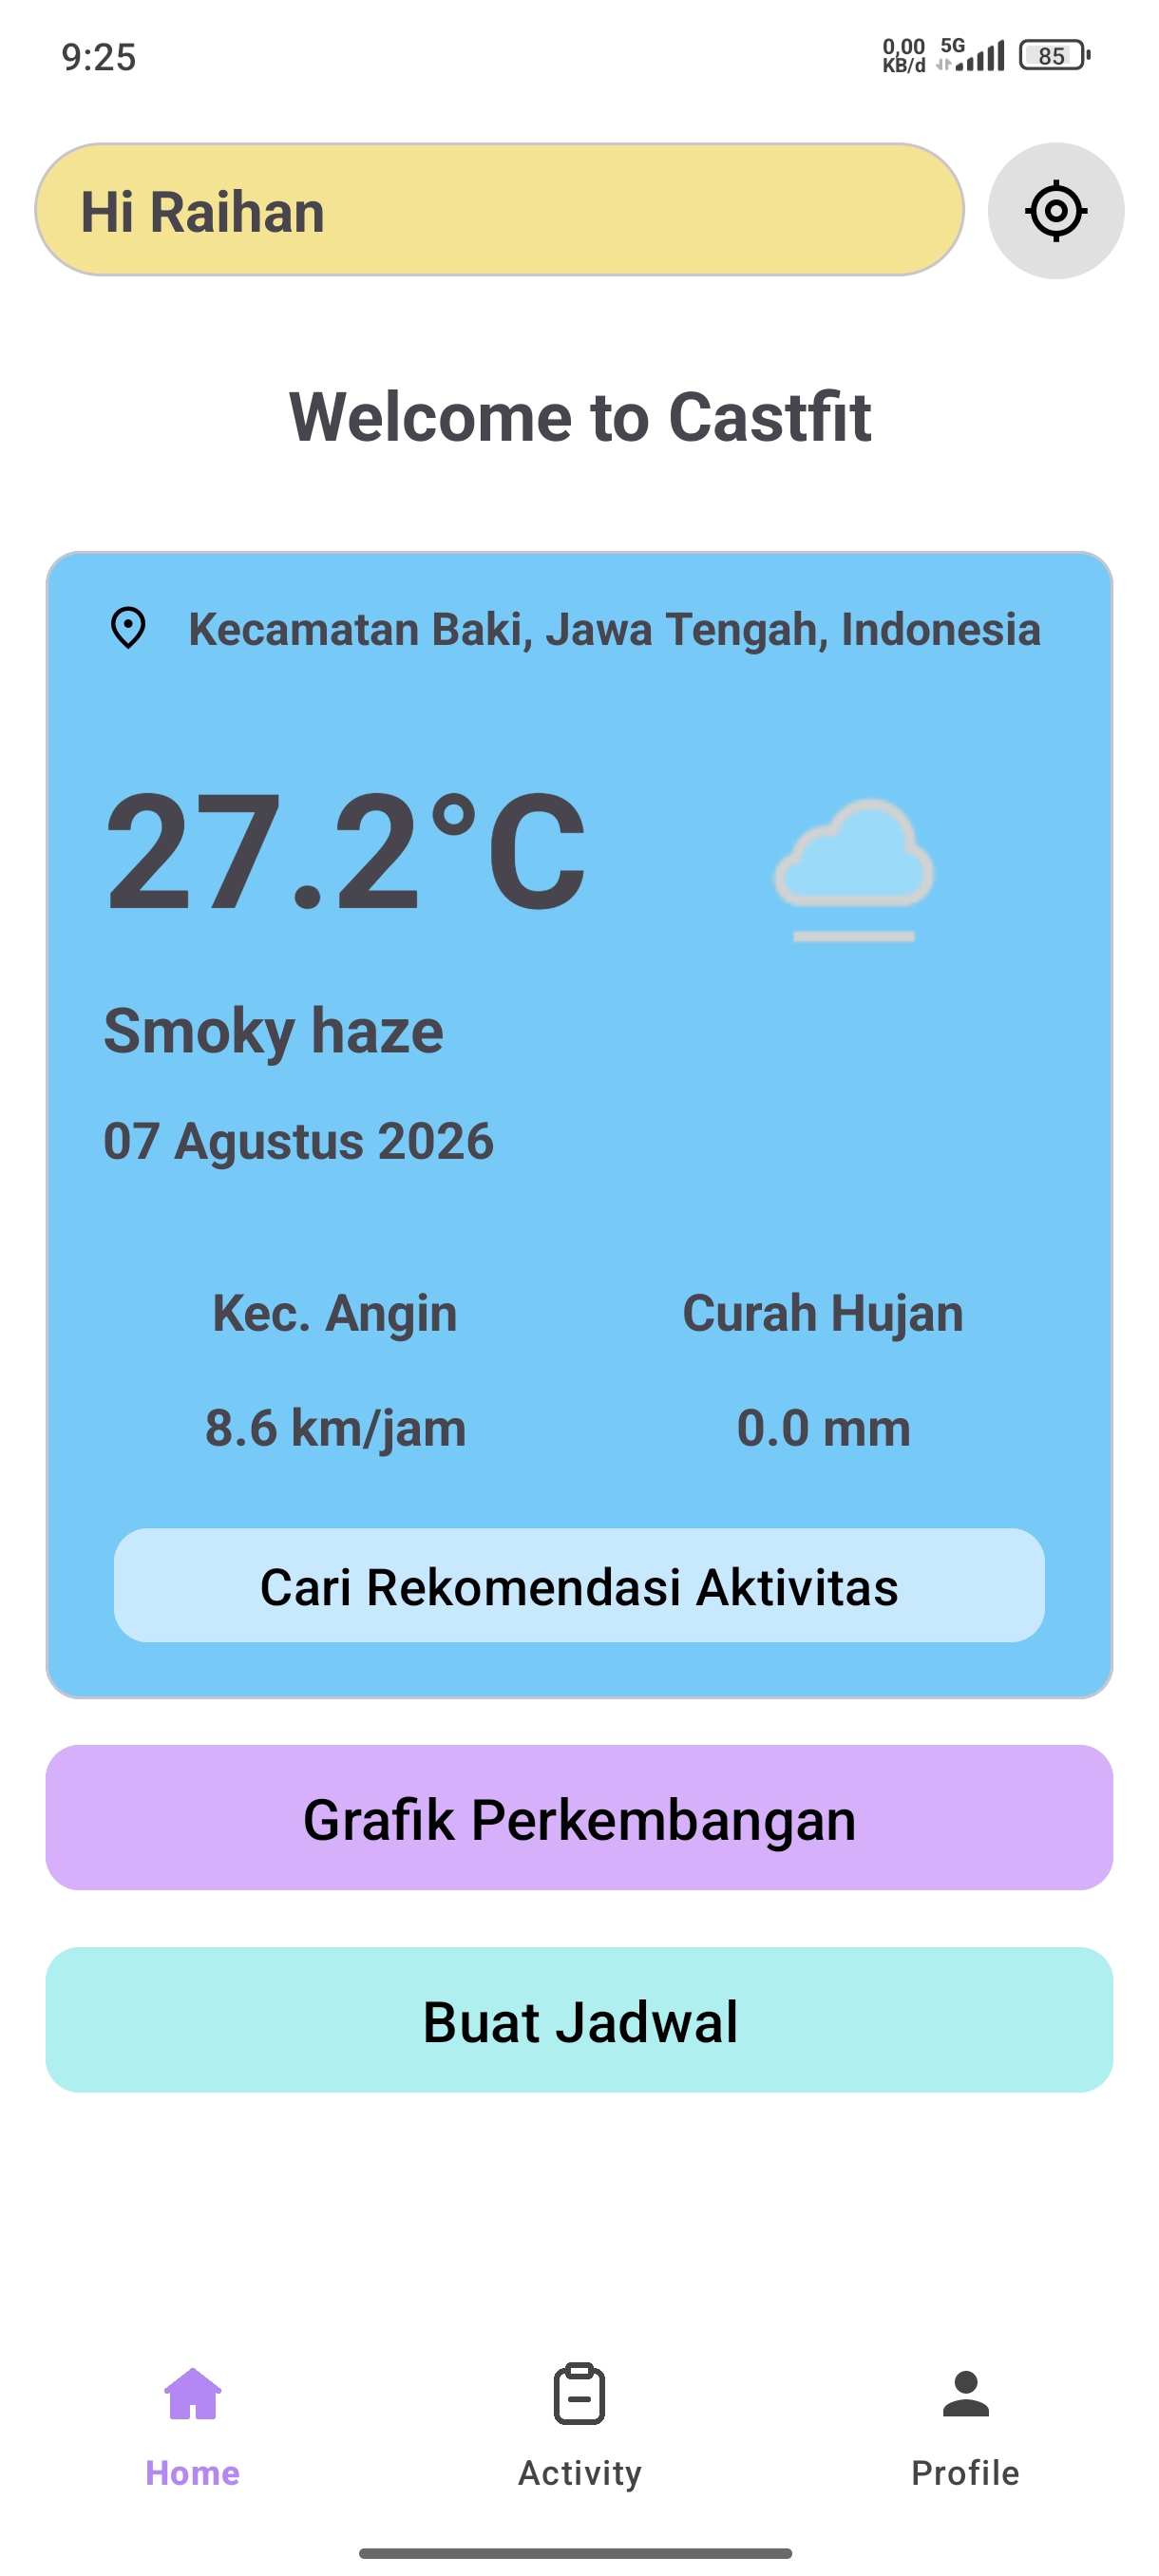 9:25
0,00
KB/d
5G
85
Hi Raihan
Welcome to Castfit
Kecamatan Baki, Jawa Tengah, Indonesia
27.2°C
Smoky haze
07 Agustus 2026
Kec. Angin
Curah Hujan
8.6 km/jam
0.0 mm
Cari Rekomendasi Aktivitas
Grafik Perkembangan
Buat Jadwal
Home
Activity
Profile